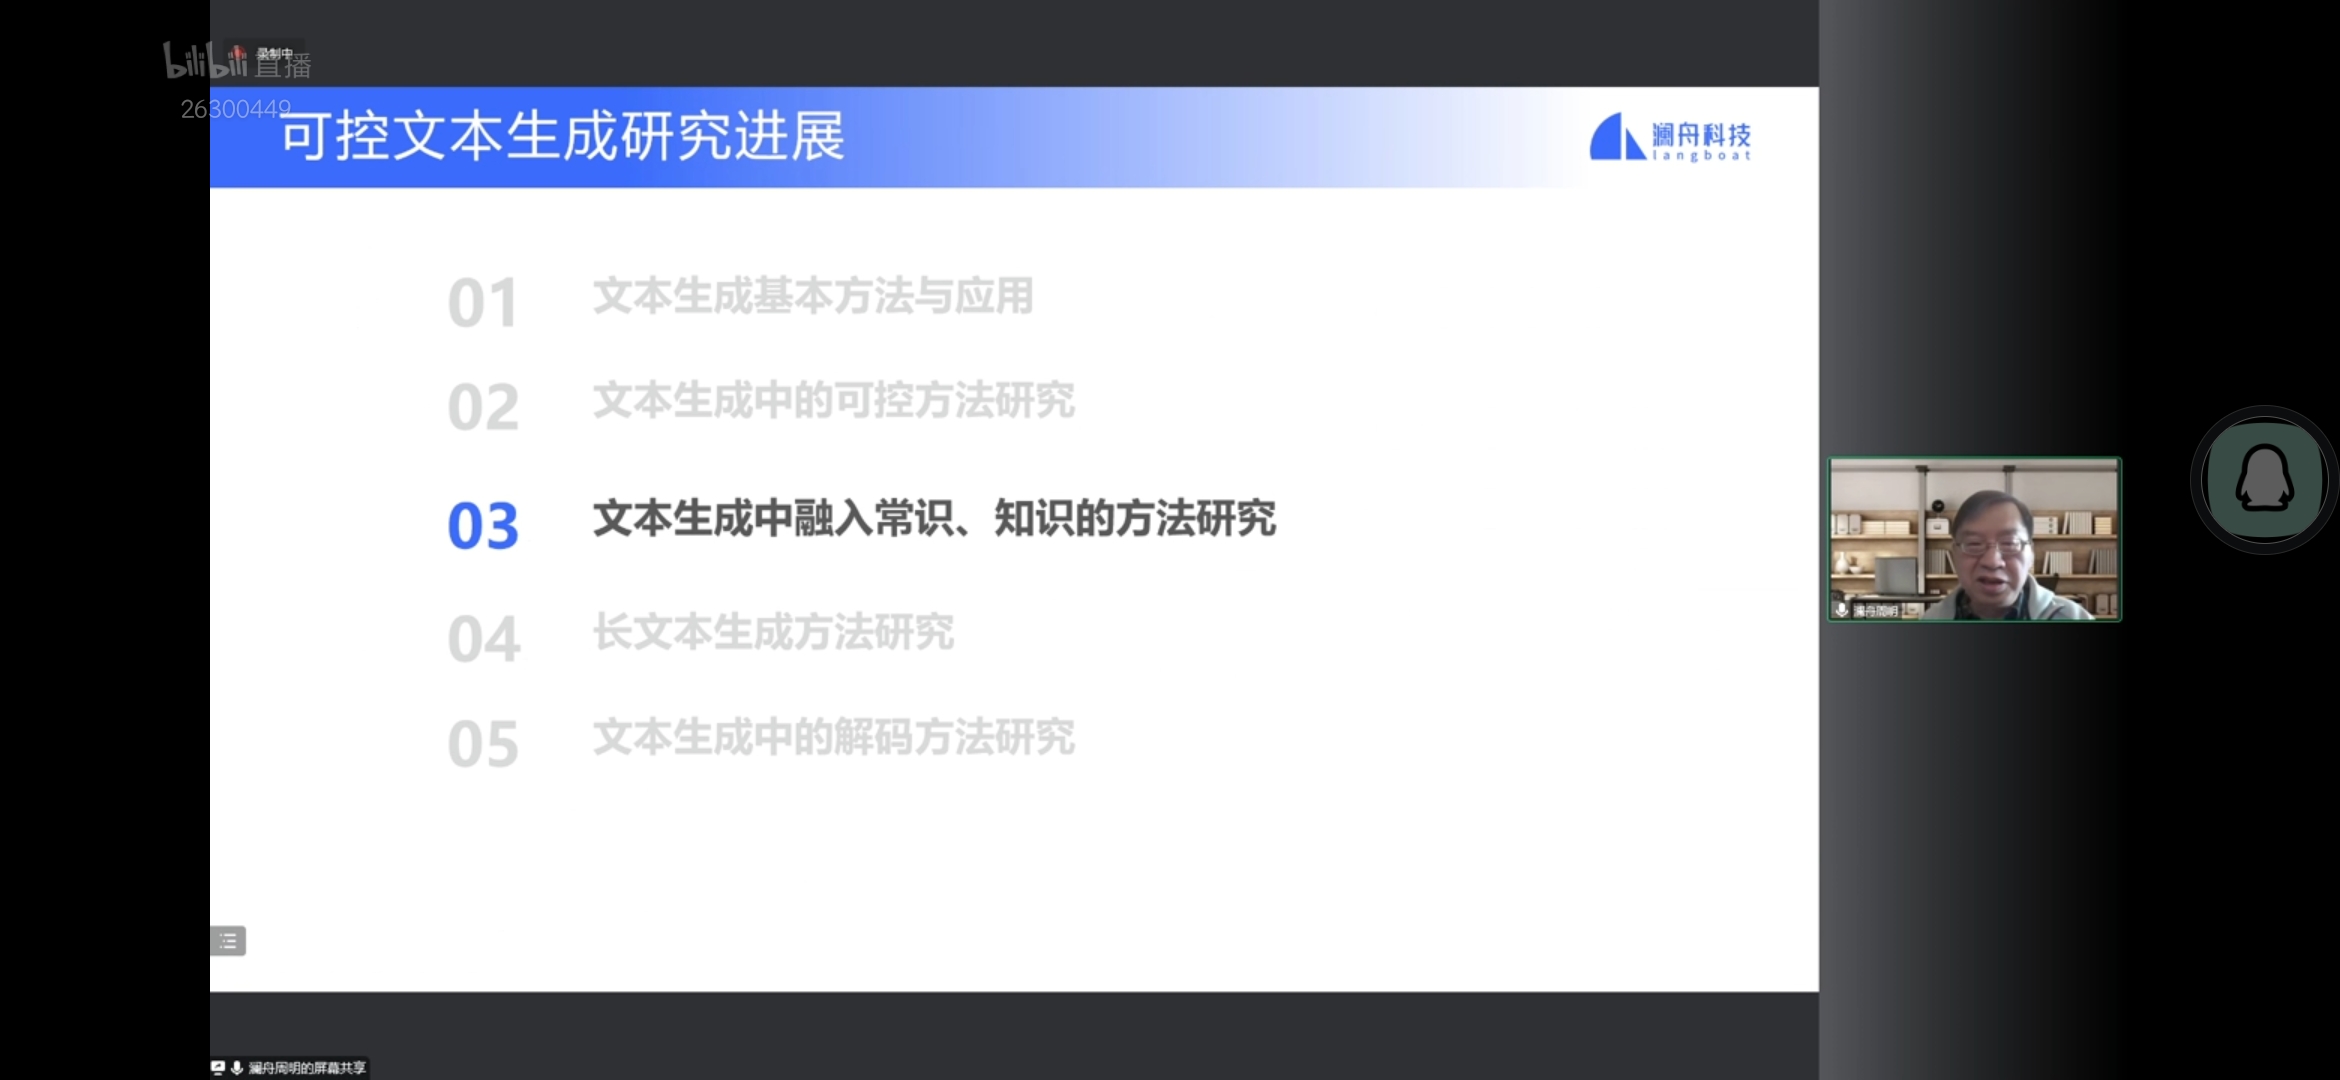 录制中
bilibili 直播
26300449
可控文本生成研究进展
澜舟科技
langboat
01 文本生成基本方法与应用
02 文本生成中的可控方法研究
03 文本生成中融入常识、知识的方法研究
04 长文本生成方法研究
05 文本生成中的解码方法研究
澜舟周明
澜舟周明的屏幕共享